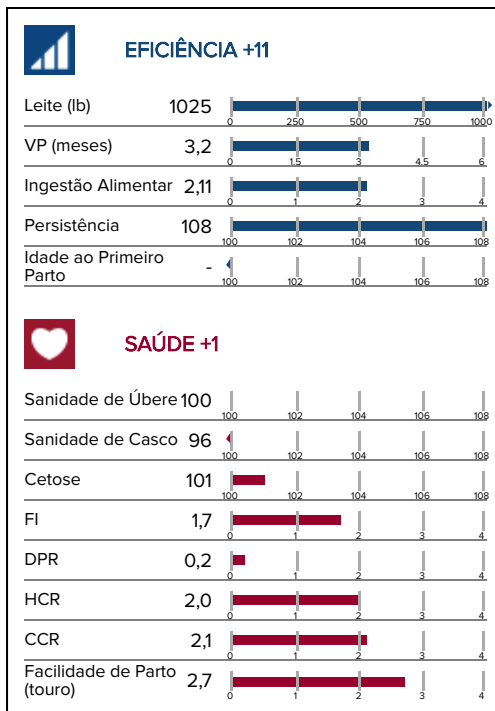 EFICIÊNCIA +11
Leite (lb) 1025
0 250 500 750 1000
VP (meses) 3,2
0 1.5 3 4.5 6
Ingestão Alimentar 2,11
0 1 2 3 4
Persistência 108
100 102 104 106 108
Idade ao Primeiro
Parto -
100 102 104 106 108
SAÚDE +1
Sanidade de Úbere 100
100 102 104 106 108
Sanidade de Casco 96
100 102 104 106 108
Cetose 101
100 102 104 106 108
FI 1,7
0 1 2 3 4
DPR 0,2
0 1 2 3 4
HCR 2,0
0 1 2 3 4
CCR 2,1
0 1 2 3 4
Facilidade de Parto
(touro) 2,7
0 1 2 3 4